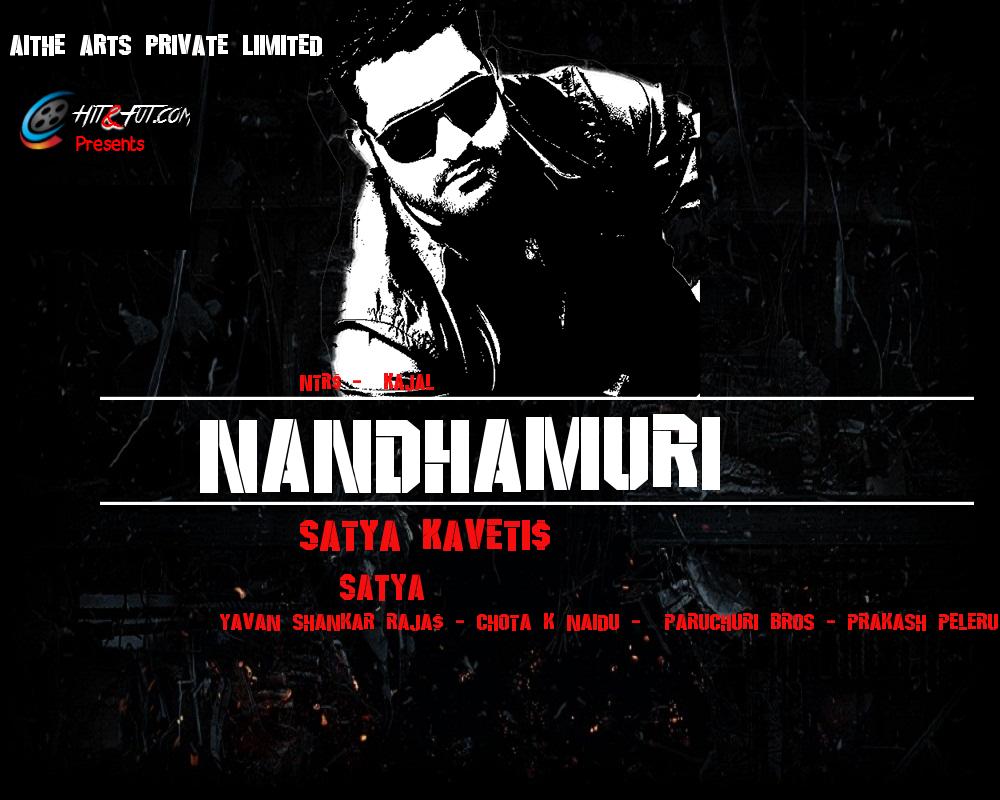 AITHE ARTS PRIVATE LIIMITED
HIT&FUT.COM
Presents
NTR$ - KAJAL
NANDHAMURI
SATYA KAVETI$
SATYA
YAVAN SHANKAR RAJA$ - CHOTA K NAIDU - PARUCHURI BROS - PRAKASH PELERU